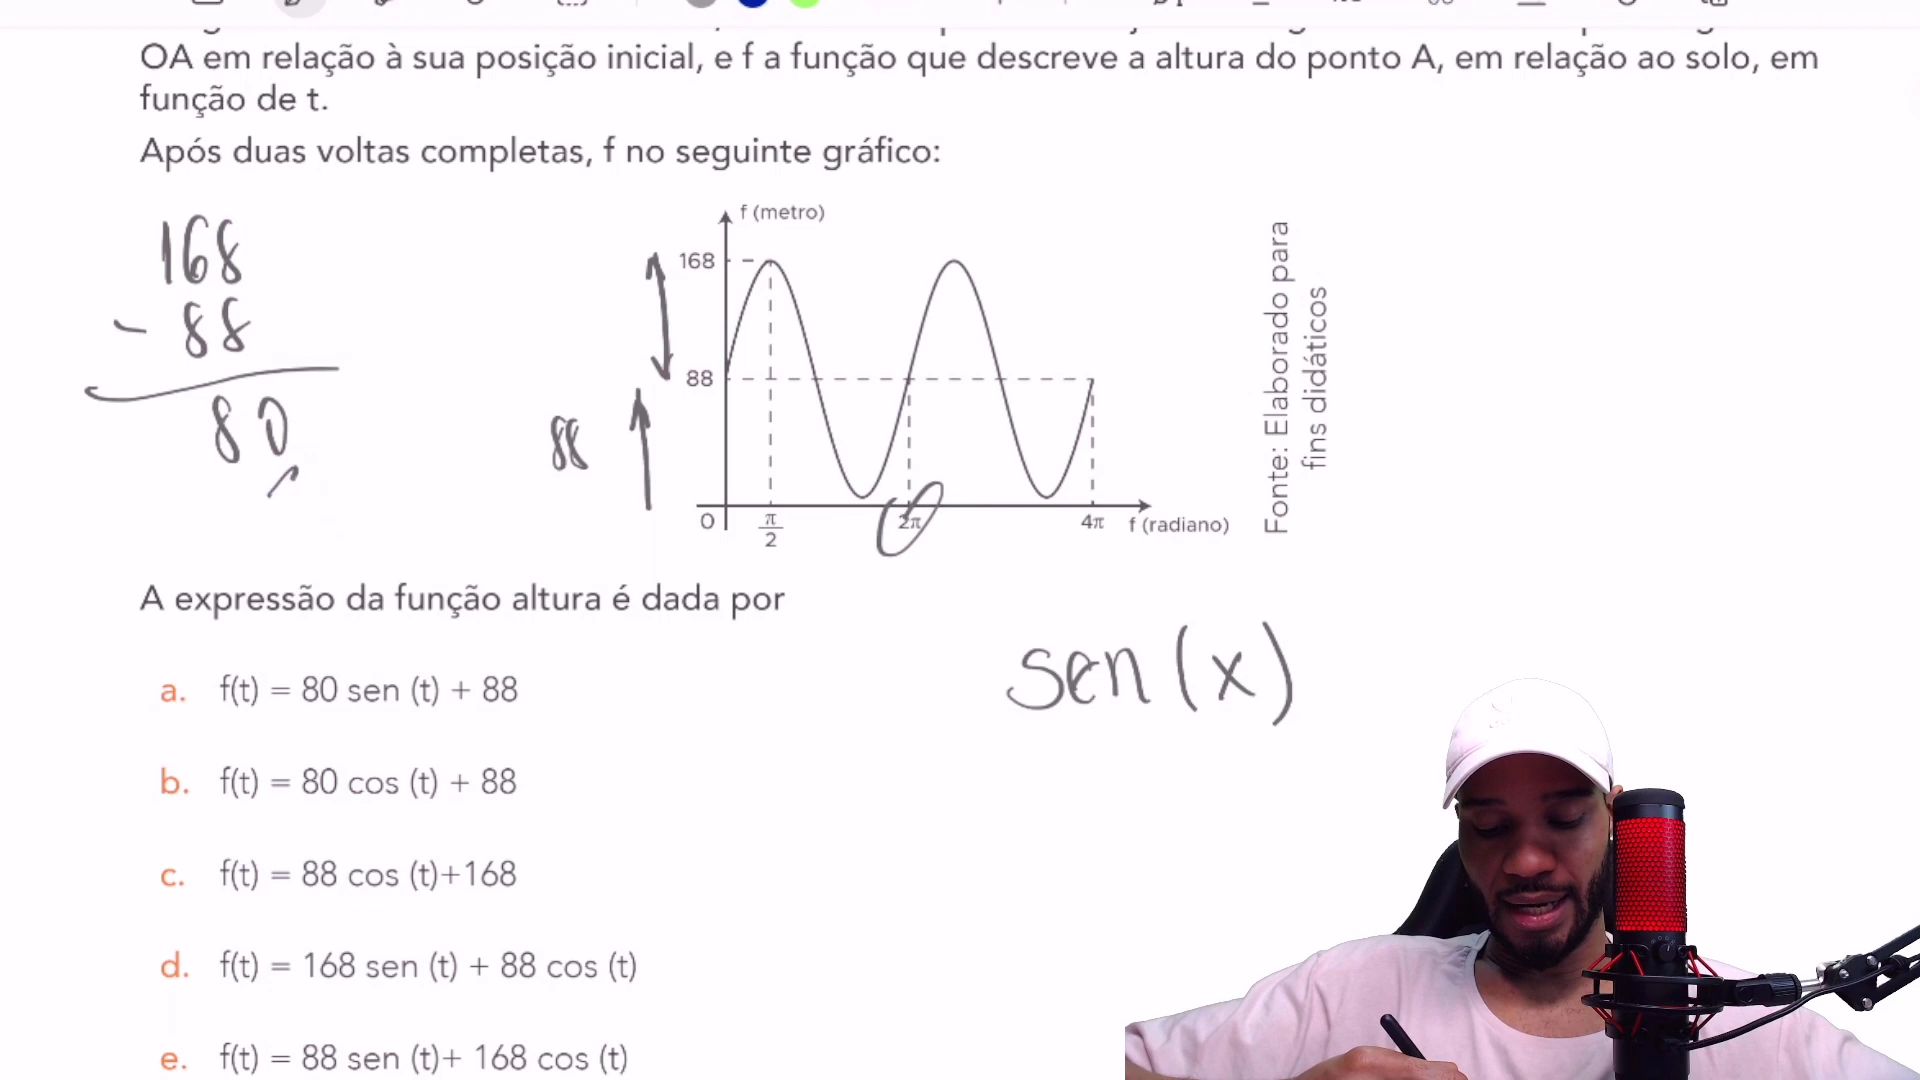 OA em relação à sua posição inicial, e f a função que descreve a altura do ponto A, em relação ao solo, em
função de t.
Após duas voltas completas, f no seguinte gráfico:
168
- 88
80
88
f (metro)
168
88
0
π
2
2π
4π
f (radiano)
Fonte: Elaborado para
fins didáticos
A expressão da função altura é dada por
sen (x)
a. f(t) = 80 sen (t) + 88
b. f(t) = 80 cos (t) + 88
c. f(t) = 88 cos (t)+168
d. f(t) = 168 sen (t) + 88 cos (t)
e. f(t) = 88 sen (t)+ 168 cos (t)